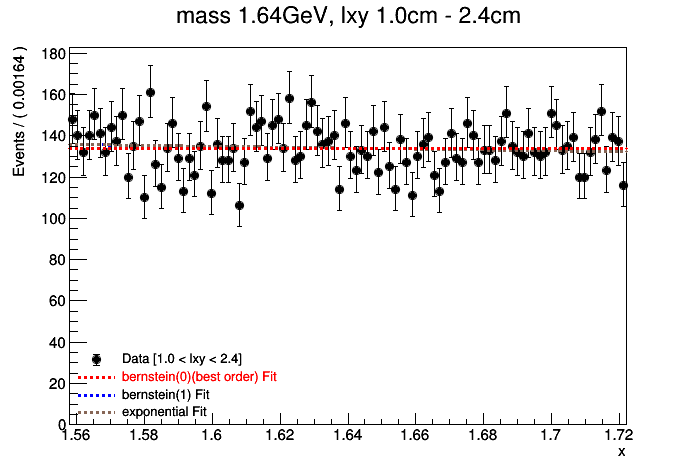 mass 1.64GeV, lxy 1.0cm - 2.4cm
Events / ( 0.00164 )
180
160
140
120
100
80
60
40
20
0
Data [1.0 < lxy < 2.4]
bernstein(0)(best order) Fit
bernstein(1) Fit
exponential Fit
1.56 1.58 1.6 1.62 1.64 1.66 1.68 1.7 1.72
x